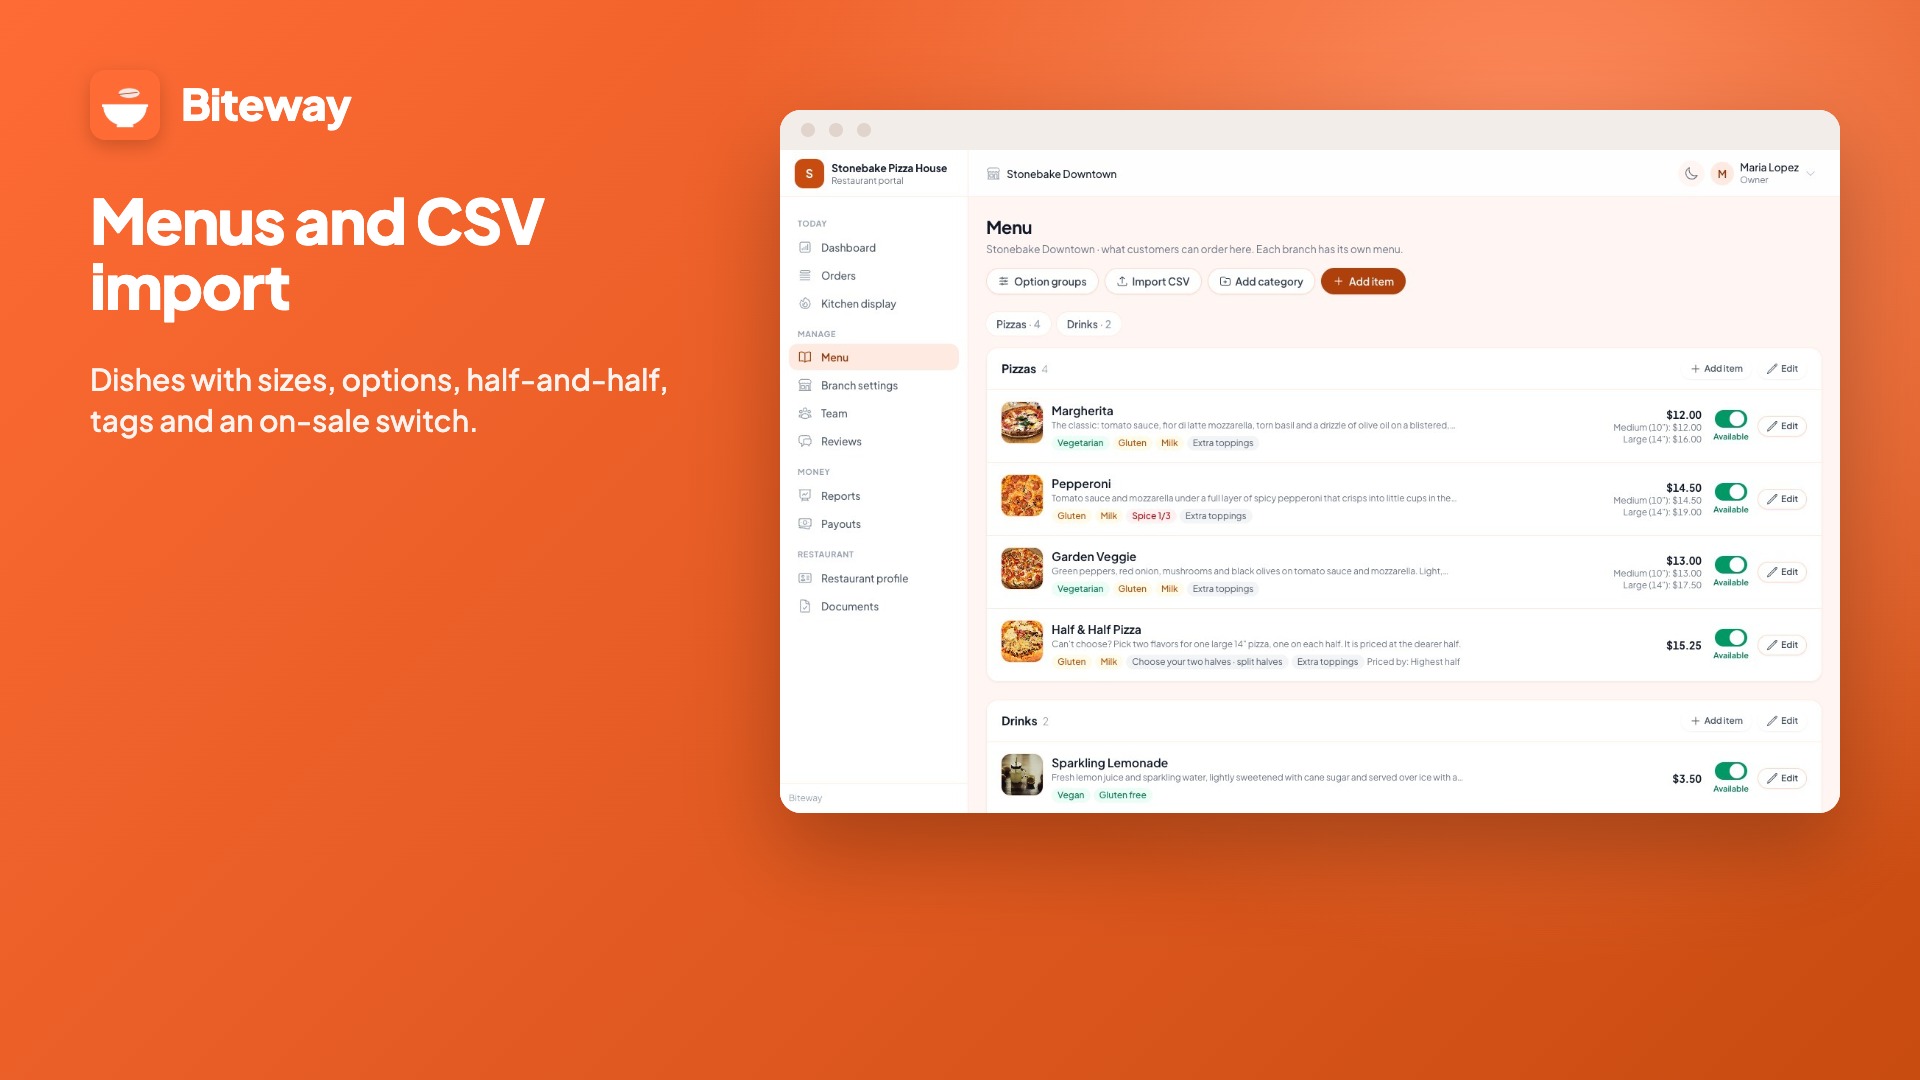 Biteway
Menus and CSV
import
Dishes with sizes, options, half-and-half,
tags and an on-sale switch.
S
Stonebake Pizza House
Restaurant portal
Stonebake Downtown
M
Maria Lopez
Owner
TODAY
Dashboard
Orders
Kitchen display
MANAGE
Menu
Branch settings
Team
Reviews
MONEY
Reports
Payouts
RESTAURANT
Restaurant profile
Documents
Biteway
Menu
Stonebake Downtown · what customers can order here. Each branch has its own menu.
Option groups Import CSV Add category + Add item
Pizzas · 4 Drinks · 2
Pizzas 4 + Add item Edit
Margherita
The classic: tomato sauce, fior di latte mozzarella, torn basil and a drizzle of olive oil on a blistered,...
Vegetarian Gluten Milk Extra toppings
$12.00
Medium (10"): $12.00
Large (14"): $16.00
Available
Edit
Pepperoni
Tomato sauce and mozzarella under a full layer of spicy pepperoni that crisps into little cups in the...
Gluten Milk Spice 1/3 Extra toppings
$14.50
Medium (10"): $14.50
Large (14"): $19.00
Available
Edit
Garden Veggie
Green peppers, red onion, mushrooms and black olives on tomato sauce and mozzarella. Light,...
Vegetarian Gluten Milk Extra toppings
$13.00
Medium (10"): $13.00
Large (14"): $17.50
Available
Edit
Half & Half Pizza
Can't choose? Pick two flavors for one large 14" pizza, one on each half. It is priced at the dearer half.
Gluten Milk Choose your two halves · split halves Extra toppings Priced by: Highest half
$15.25
Available
Edit
Drinks 2 + Add item Edit
Sparkling Lemonade
Fresh lemon juice and sparkling water, lightly sweetened with cane sugar and served over ice with a...
Vegan Gluten free
$3.50
Available
Edit